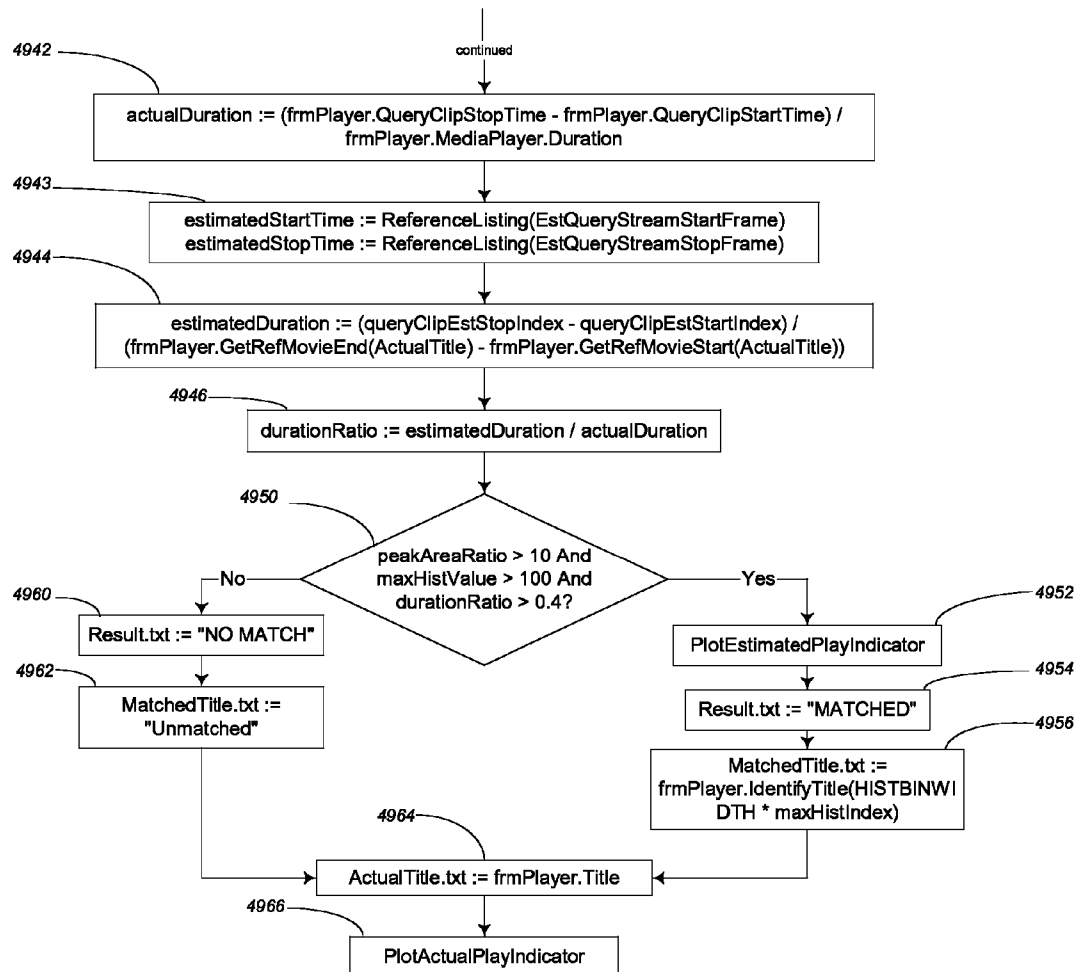 continued
4942
actualDuration := (frmPlayer.QueryClipStopTime - frmPlayer.QueryClipStartTime) /
frmPlayer.MediaPlayer.Duration
4943
estimatedStartTime := ReferenceListing(EstQueryStreamStartFrame)
estimatedStopTime := ReferenceListing(EstQueryStreamStopFrame)
4944
estimatedDuration := (queryClipEstStopIndex - queryClipEstStartIndex) /
(frmPlayer.GetRefMovieEnd(ActualTitle) - frmPlayer.GetRefMovieStart(ActualTitle))
4946
durationRatio := estimatedDuration / actualDuration
4950
peakAreaRatio > 10 And
maxHistValue > 100 And
durationRatio > 0.4?
No
Yes
4960
Result.txt := "NO MATCH"
4962
MatchedTitle.txt :=
"Unmatched"
4952
PlotEstimatedPlayIndicator
4954
Result.txt := "MATCHED"
4956
MatchedTitle.txt :=
frmPlayer.IdentifyTitle(HISTBINWI
DTH * maxHistIndex)
4964
ActualTitle.txt := frmPlayer.Title
4966
PlotActualPlayIndicator